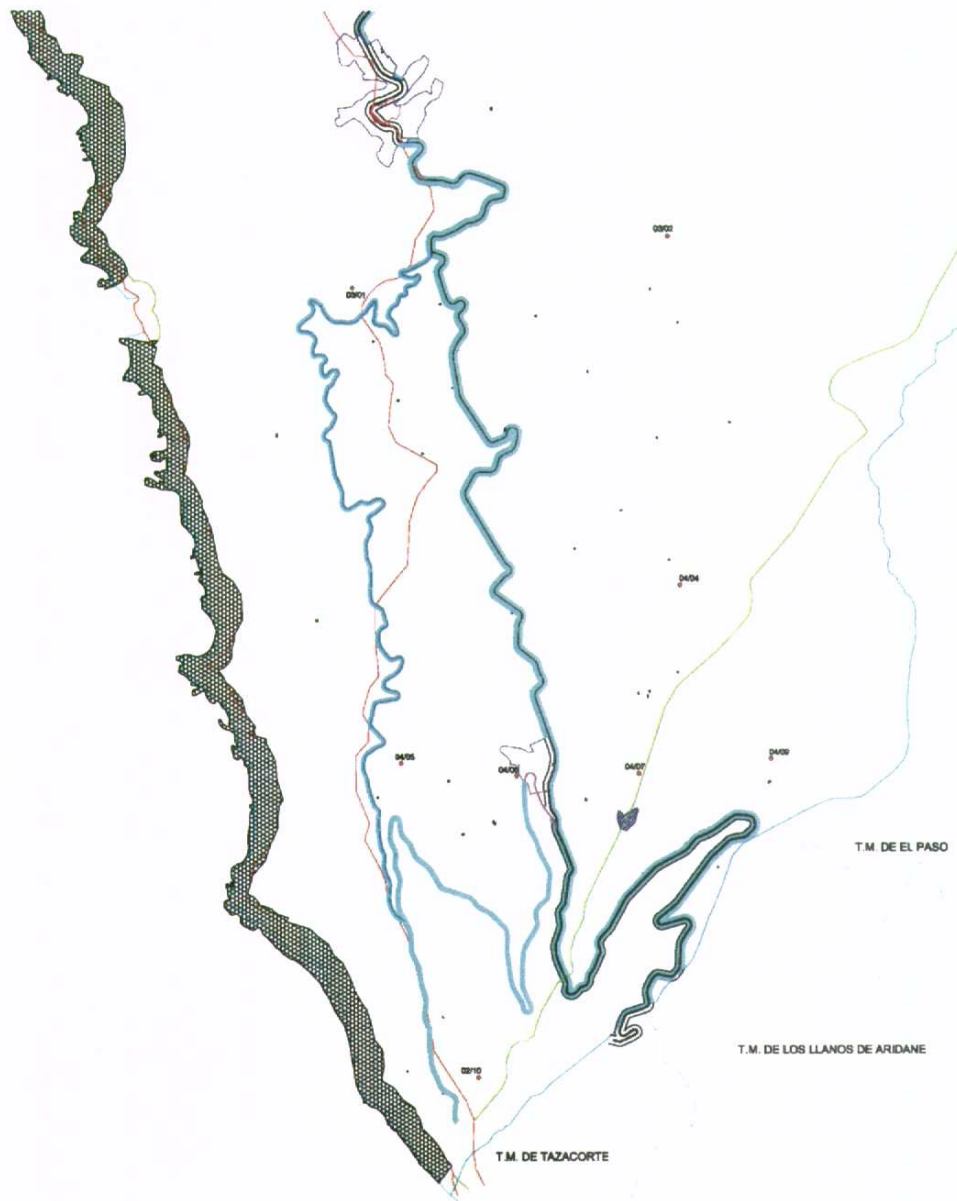 03/02
03/01
04/04
04/05
04/06
04/07
04/09
T.M. DE EL PASO
T.M. DE LOS LLANOS DE ARIDANE
02/10
T.M. DE TAZACORTE